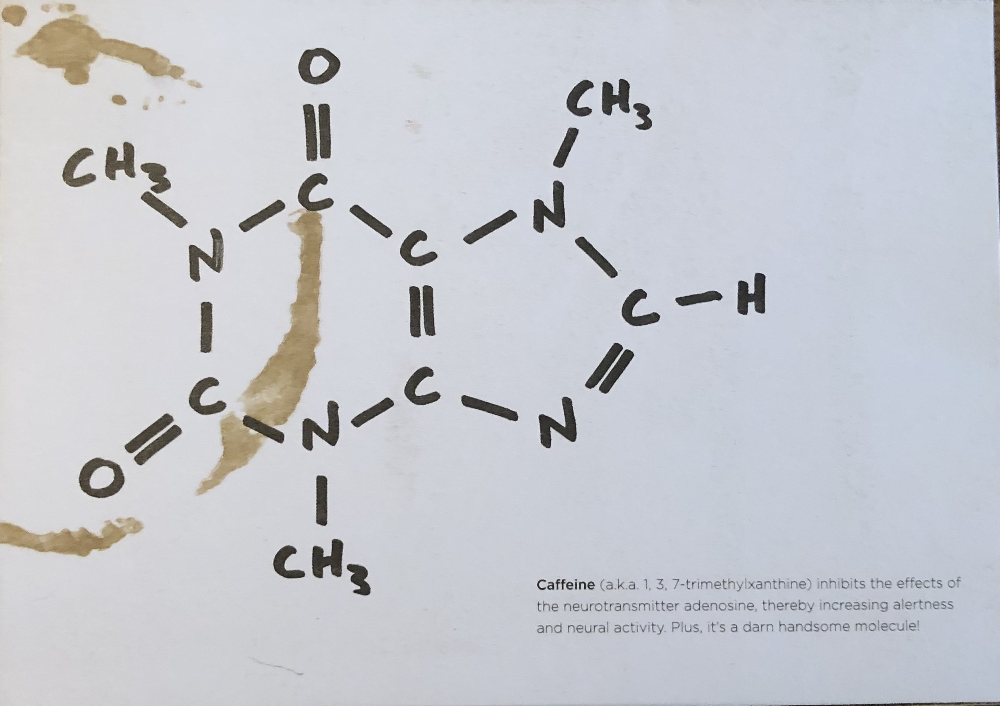 O
CH3
CH3
C
N
C
N
C
H
C
C
N
N
O
CH3
Caffeine (a.k.a. 1, 3, 7-trimethylxanthine) inhibits the effects of
the neurotransmitter adenosine, thereby increasing alertness
and neural activity. Plus, it's a darn handsome molecule!